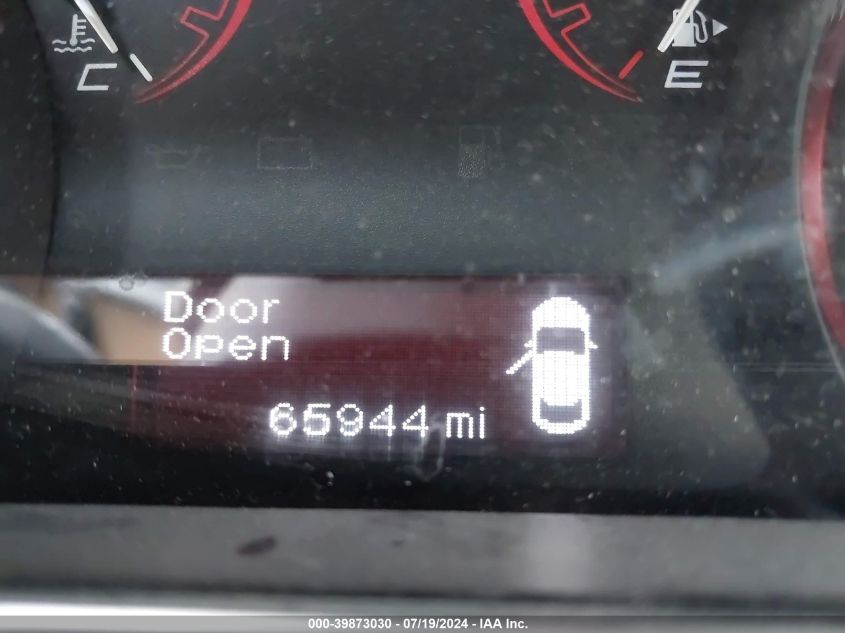 C
E
Door
Open
65944 mi
000-39873030 - 07/19/2024 - IAA Inc.